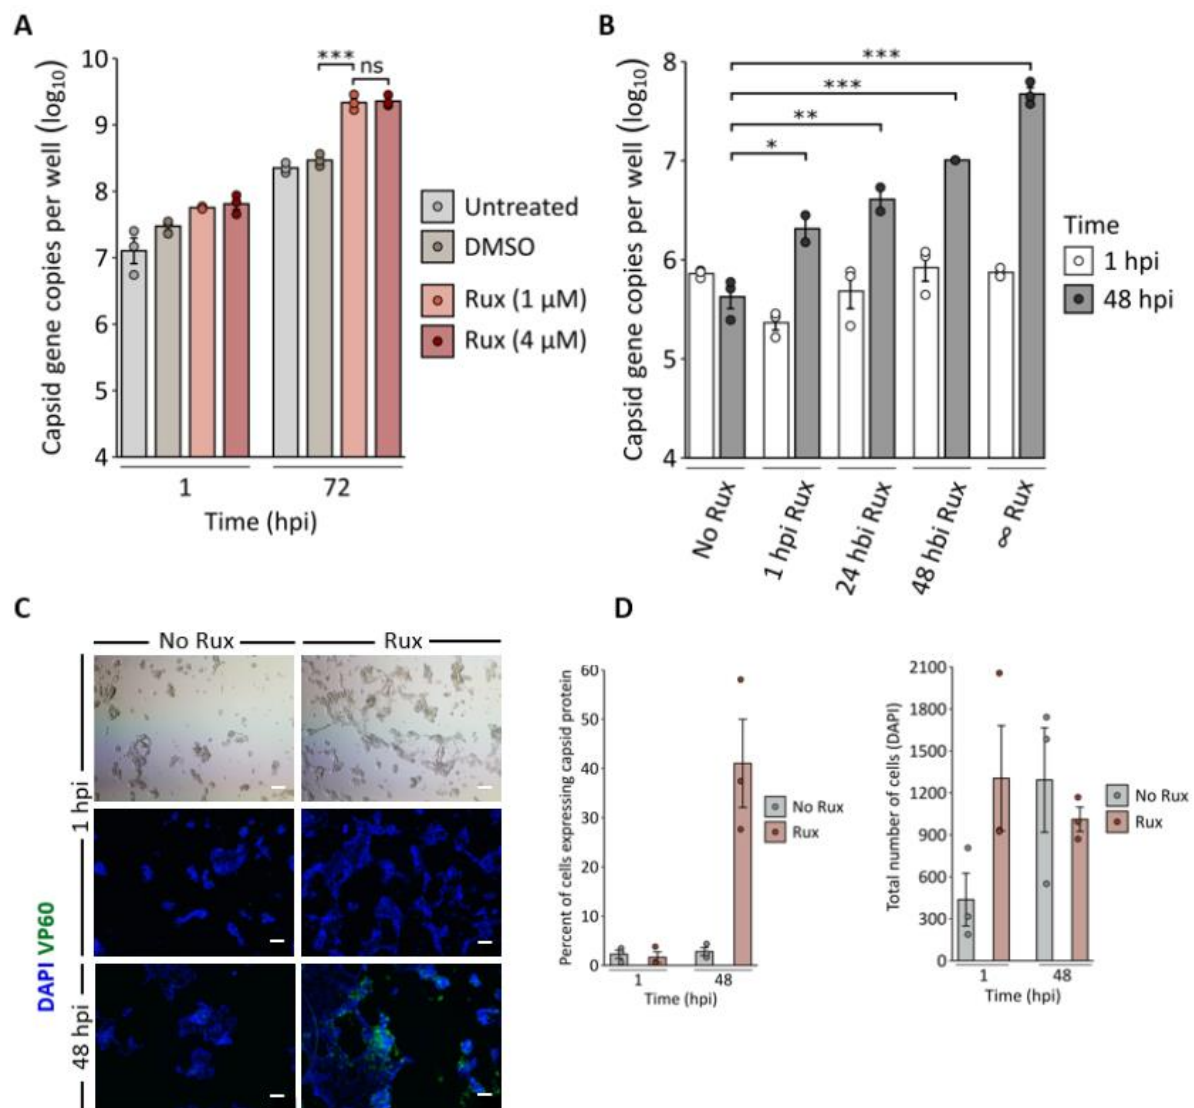 A
Capsid gene copies per well (log10)
10
9
8
7
6
5
4
***
ns
1
72
Time (hpi)
Untreated
DMSO
Rux (1 µM)
Rux (4 µM)
B
Capsid gene copies per well (log10)
8
7
6
5
4
***
***
**
*
No Rux
1 hpi Rux
24 hbi Rux
48 hbi Rux
∞ Rux
Time
1 hpi
48 hpi
C
No Rux
Rux
1 hpi
48 hpi
DAPI VP60
D
Percent of cells expressing capsid protein
60
50
40
30
20
10
0
1
48
Time (hpi)
No Rux
Rux
Total number of cells (DAPI)
2100
1800
1500
1200
900
600
300
0
1
48
Time (hpi)
No Rux
Rux